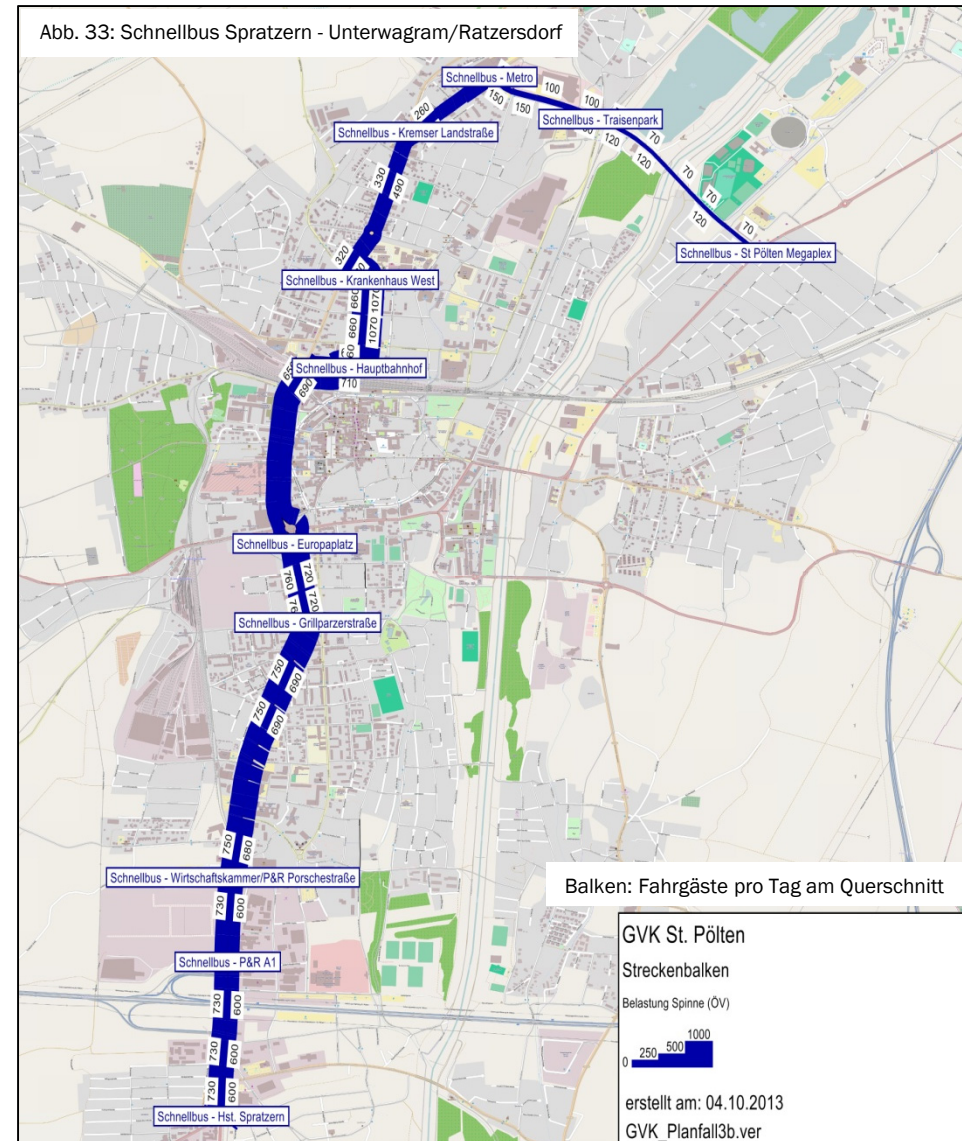 Abb. 33: Schnellbus Spratzern - Unterwagram/Ratzersdorf
Schnellbus - Metro
260
150
150
100
100
Schnellbus - Kremser Landstraße
Schnellbus - Traisenpark
120
120
70
70
330
490
70
70
120
70
Schnellbus - St Pölten Megaplex
320
Schnellbus - Krankenhaus West
660
1070
660
1070
Schnellbus - Hauptbahnhof
690
710
Schnellbus - Europaplatz
760
720
720
Schnellbus - Grillparzerstraße
750
690
750
690
750
680
Schnellbus - Wirtschaftskammer/P&R Porschestraße
730
600
Balken: Fahrgäste pro Tag am Querschnitt
Schnellbus - P&R A1
730
600
730
600
730
600
Schnellbus - Hst. Spratzern
GVK St. Pölten
Streckenbalken
Belastung Spinne (ÖV)
0 250 500 1000
erstellt am: 04.10.2013
GVK_Planfall3b.ver